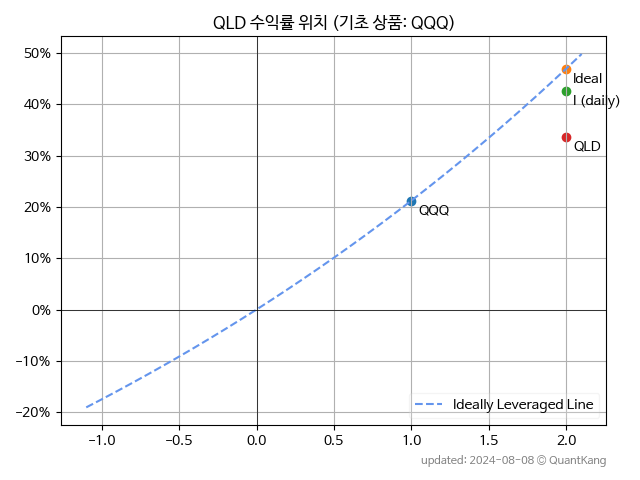 QLD 수익률 위치 (기초 상품: QQQ)
50%
40%
30%
20%
10%
0%
−10%
−20%
Ideal
I (daily)
QLD
QQQ
Ideally Leveraged Line
−1.0
−0.5
0.0
0.5
1.0
1.5
2.0
updated: 2024-08-08 © QuantKang